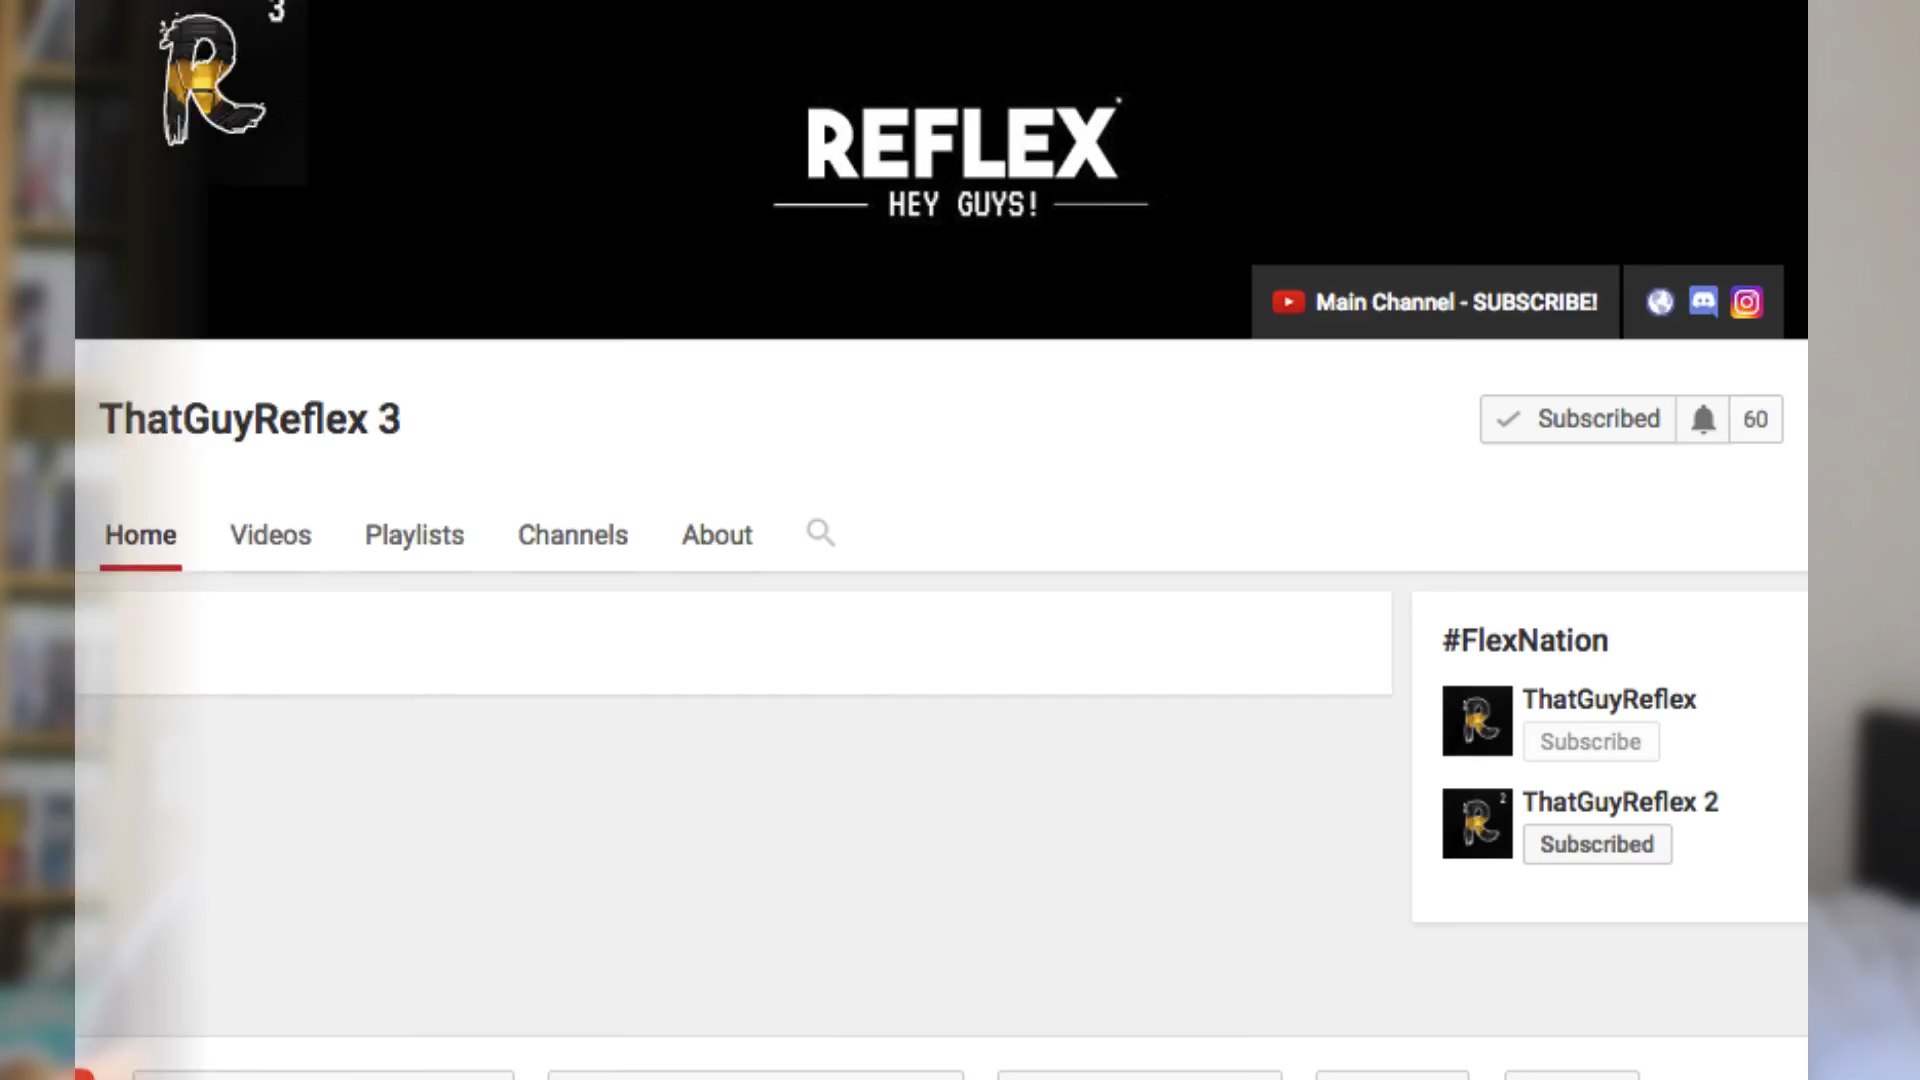 3
R
REFLEX
HEY GUYS!
Main Channel - SUBSCRIBE!
ThatGuyReflex 3
Subscribed 60
Home Videos Playlists Channels About
#FlexNation
R
ThatGuyReflex
Subscribe
2
R
ThatGuyReflex 2
Subscribed